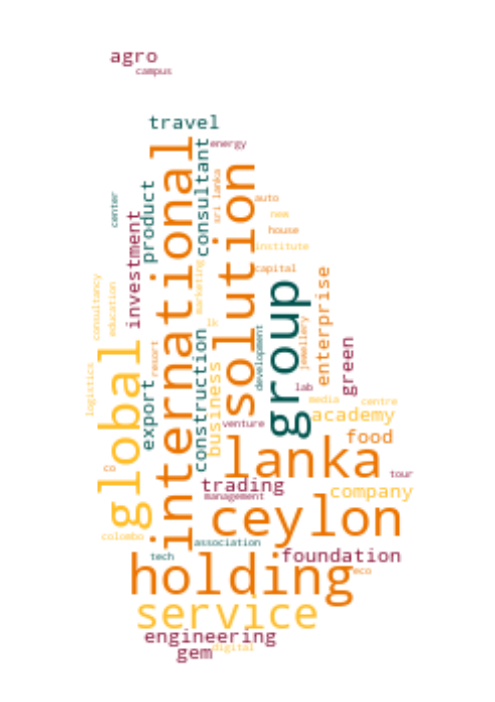 agro
campus
travel
international
consultant
energy
solution
sri lanka
product
center
investment
auto
new
house
institute
capital
marketing
consultancy
education
group
enterprise
lk
development
jewellery
construction
business
global
resort
export
green
logistics
lab
media
centre
academy
venture
food
lanka
co
tour
trading
company
management
ceylon
colombo
association
tech
foundation
holding
eco
service
engineering
digital
gem